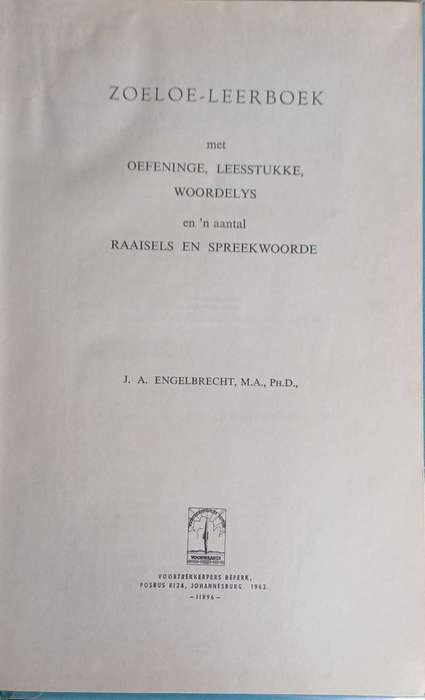 ZOELOE-LEERBOEK
met
OEFENINGE, LEESSTUKKE,
WOORDELYS
en 'n aantal
RAAISELS EN SPREEKWOORDE
J. A. ENGELBRECHT, M.A., Ph.D.,
VOORWAARTS
VOORTREKKERPERS BEPERK,
POSBUS 8124, JOHANNESBURG. 1962.
—11896—